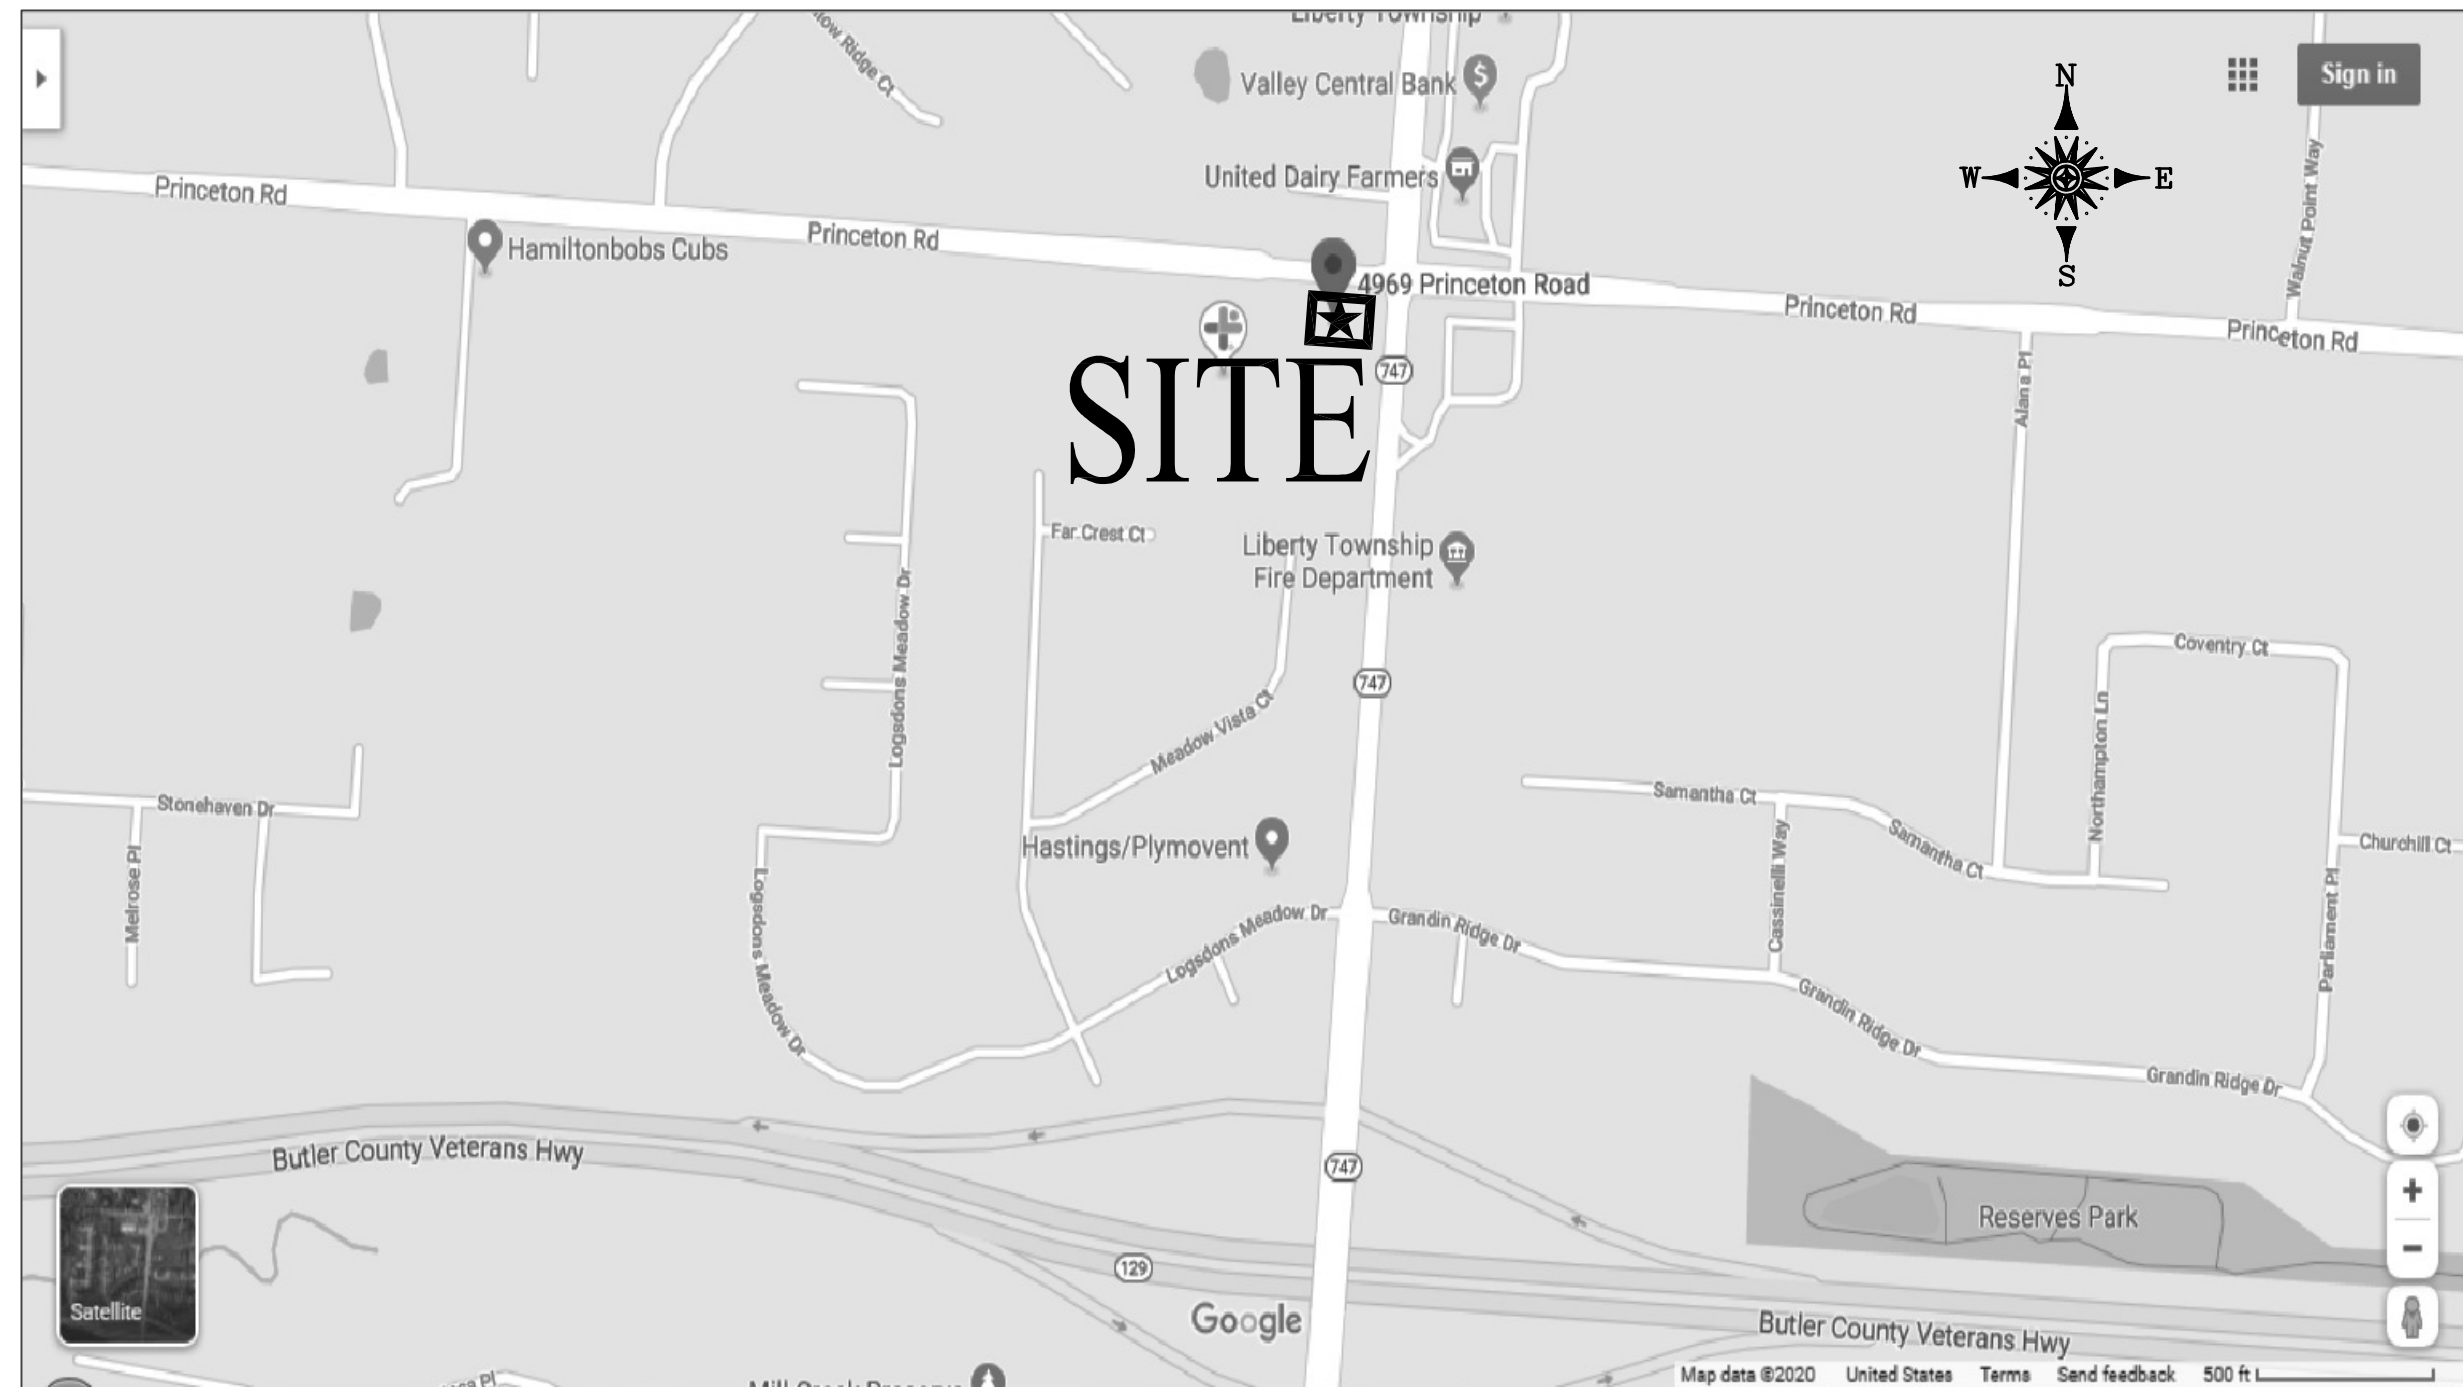 Liberty Township
Valley Central Bank
N
Sign in
United Dairy Farmers
W
E
S
Walnut Point Way
Princeton Rd
Princeton Rd
Hamiltonbobs Cubs
4969 Princeton Road
Princeton Rd
Princeton Rd
SITE
747
Alana Pl
Far Crest Ct
Liberty Township
Fire Department
Logsdons Meadow Dr
747
Meadow Vista Ct
Coventry Ct
Northampton Ln
Stonehaven Dr
Melrose Pl
Samantha Ct
Samantha Ct
Cassinelli Way
Churchill Ct
Parliament Pl
Hastings/Plymovent
Logsdons Meadow Dr
Logsdons Meadow Dr
Grandin Ridge Dr
Grandin Ridge Dr
Grandin Ridge Dr
Butler County Veterans Hwy
747
Reserves Park
129
Satellite
Google
Butler County Veterans Hwy
Map data ©2020 United States Terms Send feedback 500 ft